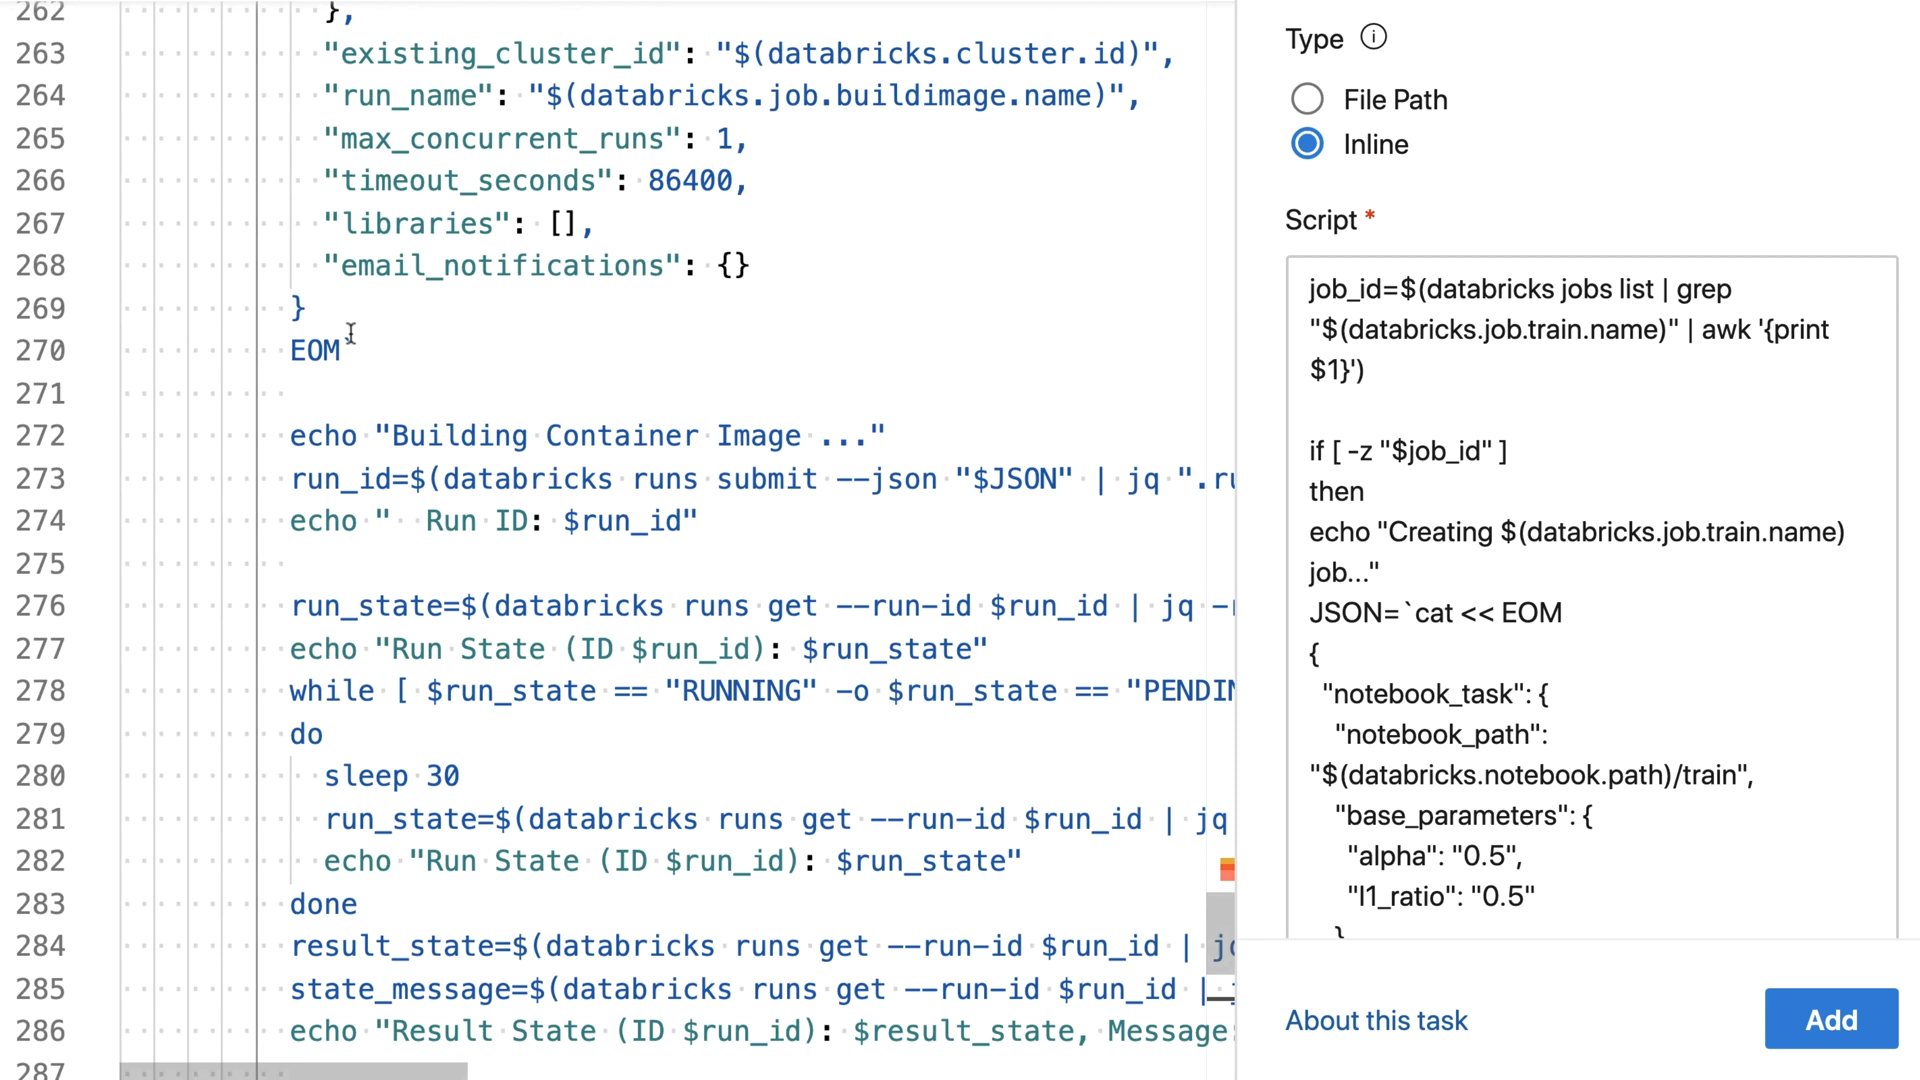 262 },
263 "existing_cluster_id": "$(databricks.cluster.id)",
264 "run_name": "$(databricks.job.buildimage.name)",
265 "max_concurrent_runs": 1,
266 "timeout_seconds": 86400,
267 "libraries": [],
268 "email_notifications": {}
269 }
270 EOM`
271
272 echo "Building Container Image ..."
273 run_id=$(databricks runs submit --json "$JSON" | jq ".ru
274 echo "  Run ID: $run_id"
275
276 run_state=$(databricks runs get --run-id $run_id | jq -r
277 echo "Run State (ID $run_id): $run_state"
278 while [ $run_state == "RUNNING" -o $run_state == "PENDIN
279 do
280 sleep 30
281 run_state=$(databricks runs get --run-id $run_id | jq
282 echo "Run State (ID $run_id): $run_state"
283 done
284 result_state=$(databricks runs get --run-id $run_id | jq
285 state_message=$(databricks runs get --run-id $run_id |
286 echo "Result State (ID $run_id): $result_state, Message:
287
Type
File Path
Inline
Script *
job_id=$(databricks jobs list | grep
"$(databricks.job.train.name)" | awk '{print
$1}')
if [ -z "$job_id" ]
then
echo "Creating $(databricks.job.train.name)
job..."
JSON=`cat << EOM
{
"notebook_task": {
"notebook_path":
"$(databricks.notebook.path)/train",
"base_parameters": {
"alpha": "0.5",
"l1_ratio": "0.5"
}
About this task
Add